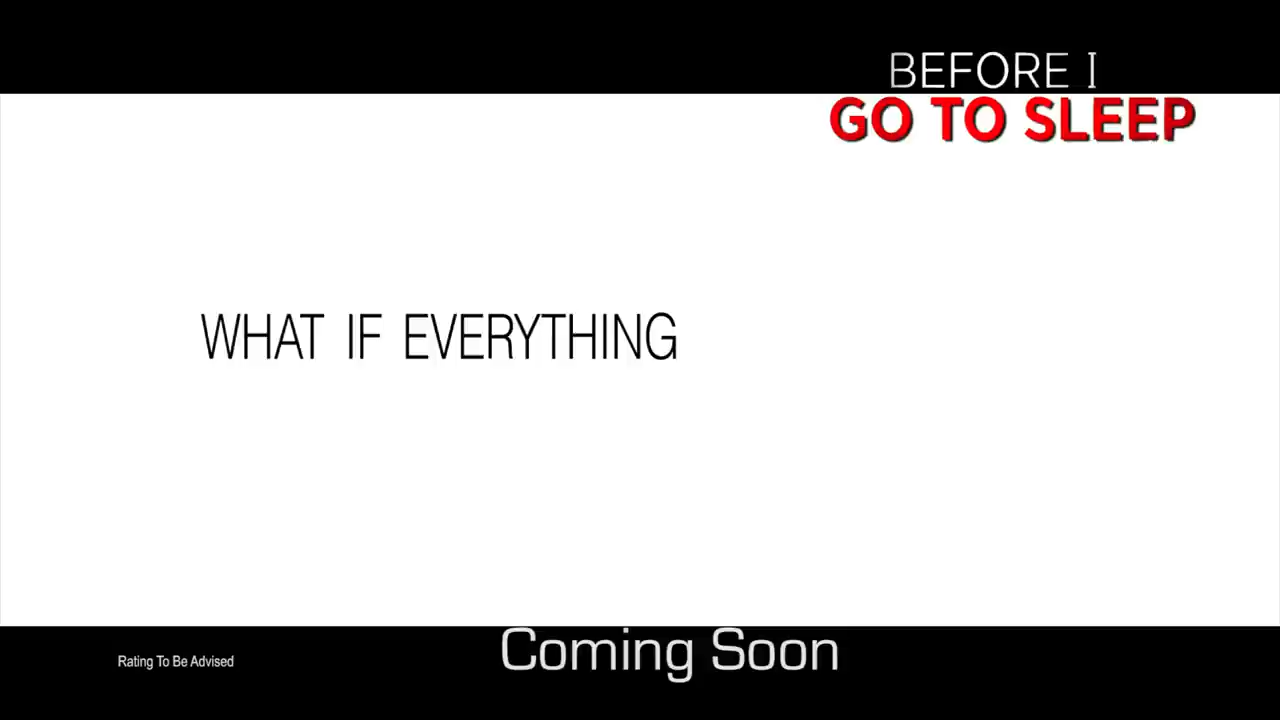 BEFORE I
GO TO SLEEP
WHAT IF EVERYTHING
Coming Soon
Rating To Be Advised